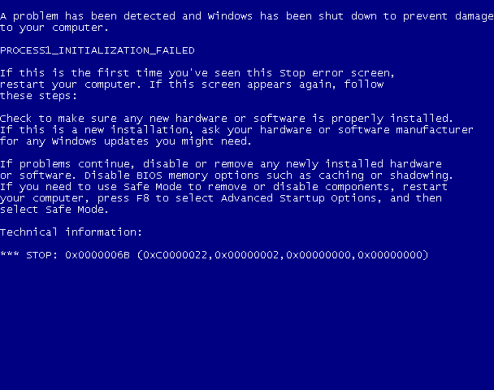 A problem has been detected and Windows has been shut down to prevent damage
to your computer.
PROCESS1_INITIALIZATION_FAILED
If this is the first time you've seen this Stop error screen,
restart your computer. If this screen appears again, follow
these steps:
Check to make sure any new hardware or software is properly installed.
If this is a new installation, ask your hardware or software manufacturer
for any Windows updates you might need.
If problems continue, disable or remove any newly installed hardware
or software. Disable BIOS memory options such as caching or shadowing.
If you need to use Safe Mode to remove or disable components, restart
your computer, press F8 to select Advanced Startup Options, and then
select Safe Mode.
Technical information:
*** STOP: 0x0000006B (0xC0000022,0x00000002,0x00000000,0x00000000)